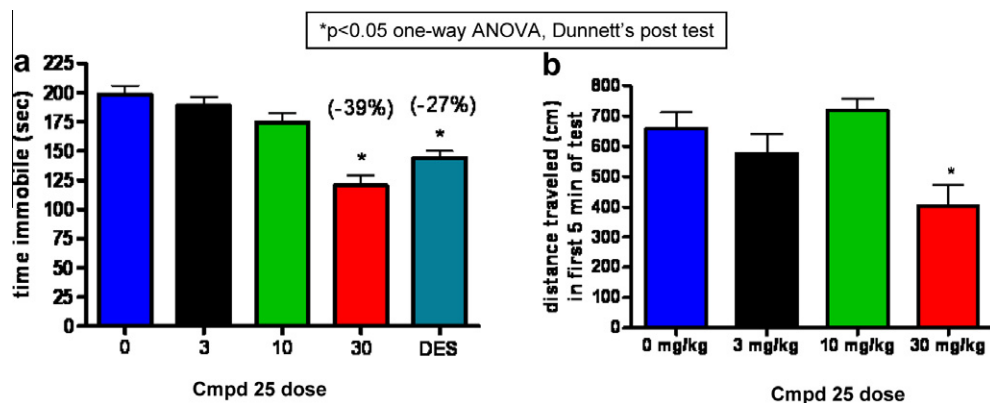 *p<0.05 one-way ANOVA, Dunnett's post test
a
time immobile (sec)
225
200
175
150
125
100
75
50
25
0
(-39%)
(-27%)
*
*
0 3 10 30 DES
Cmpd 25 dose
b
distance traveled (cm)
in first 5 min of test
800
700
600
500
400
300
200
100
0
*
0 mg/kg 3 mg/kg 10 mg/kg 30 mg/kg
Cmpd 25 dose